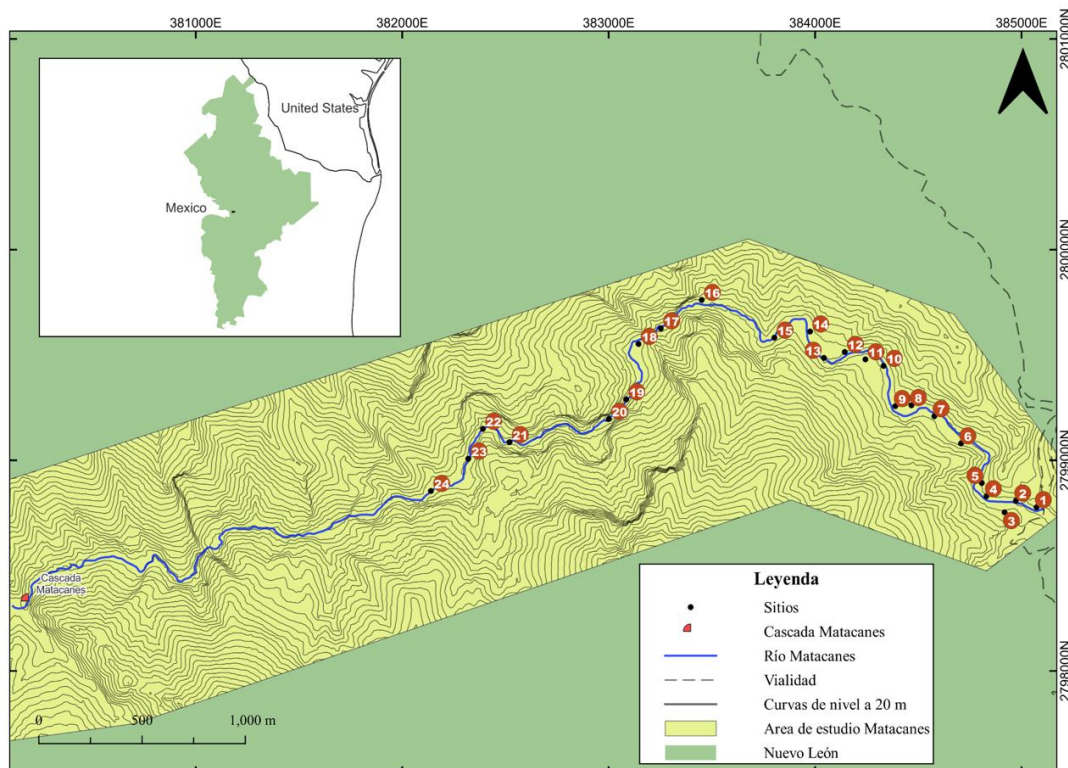 381000E 382000E 383000E 384000E 385000E
2801000N
United States
Mexico
2800000N
16
17
18
15
14
13
12
11
10
19
20
9
8
7
22
21
6
23
2799000N
24
5
4
2
1
3
Cascada
Matacanes
Leyenda
Sitios
Cascada Matacanes
Río Matacanes
Vialidad
Curvas de nivel a 20 m
Area de estudio Matacanes
Nuevo León
2798000N
0 500 1,000 m